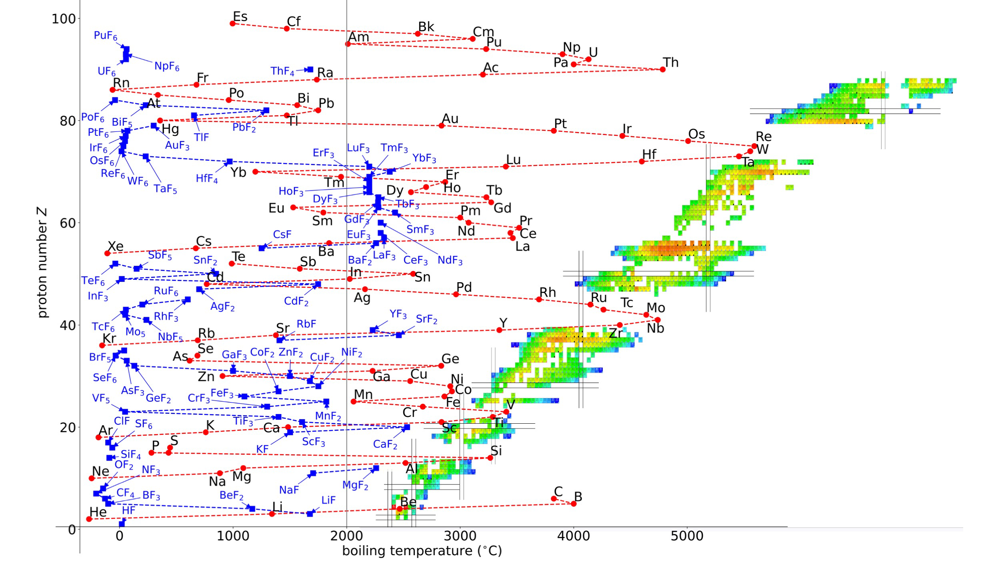 100
Es
Cf
Bk
Cm
Am
Pu
PuF6
Np
U
NpF6
Pa
Th
UF6
ThF4
Ra
Ac
Rn
Fr
At
Po
Bi
Pb
PoF6
BiF5
80
Hg
Tl
PbF2
Au
Pt
Ir
Os
Re
PtF6
TlF
W
IrF6
AuF3
LuF3
TmF3
ErF3
YbF3
Lu
Hf
Ta
OsF6
ReF6
WF6
TaF5
HfF4
Yb
Tm
Er
Ho
HoF3
Dy
Tb
DyF3
TbF3
Eu
Gd
Sm
GdF3
Pm
Pr
60
Nd
Ce
EuF3
SmF3
CsF
Xe
Cs
Ba
La
SbF5
SnF2
Te
Sb
BaF2
LaF3
CeF3
NdF3
TeF6
Cd
In
Sn
InF3
RuF6
Ag
Pd
Rh
Ru
Tc
Mo
AgF2
CdF2
RhF3
TcF6
Mo5
NbF5
YF3
SrF2
RbF
40
Y
Zr
Nb
Kr
Rb
Sr
Se
As
BrF5
GaF3
CoF2
ZnF2
CuF2
NiF2
Ge
SeF6
Zn
Ga
Cu
Ni
AsF3
GeF2
Co
VF5
CrF3
FeF3
Mn
Fe
V
Cr
ClF
SF6
TiF3
MnF2
20
Ar
K
Ca
Sc
Ti
KF
ScF3
CaF2
P
S
Si
SiF4
OF2
NF3
Ne
Na
Mg
Al
NaF
MgF2
CF4
BF3
BeF2
LiF
C
B
He
HF
Li
Be
0
0
1000
2000
3000
4000
5000
boiling temperature (°C)
proton number Z